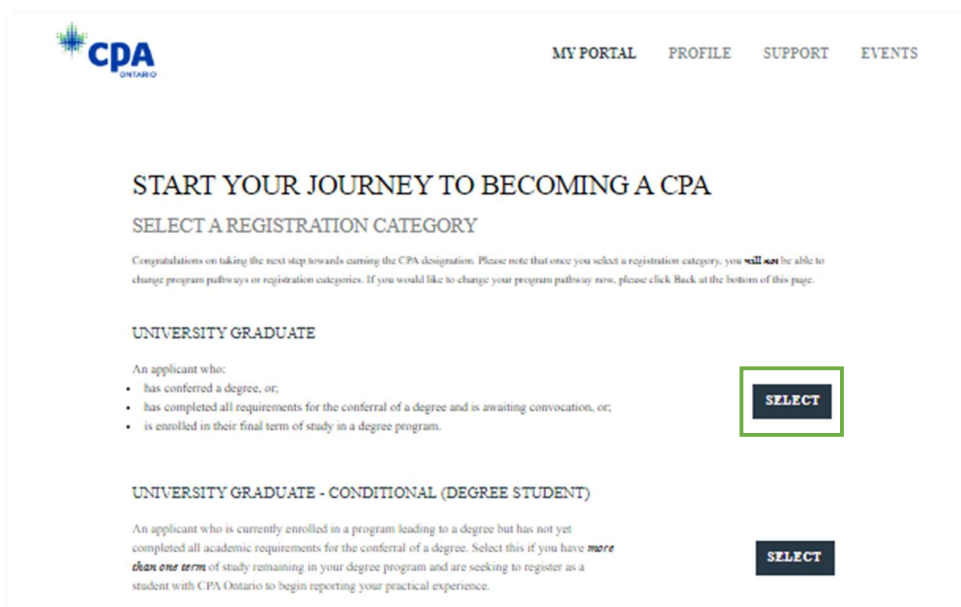 CPA
ONTARIO
MY PORTAL PROFILE SUPPORT EVENTS
START YOUR JOURNEY TO BECOMING A CPA
SELECT A REGISTRATION CATEGORY
Congratulations on taking the next step towards earning the CPA designation. Please note that once you select a registration category, you will not be able to
change program pathways or registration categories. If you would like to change your program pathway now, please click Back at the bottom of this page.
UNIVERSITY GRADUATE
An applicant who:
• has conferred a degree, or;
• has completed all requirements for the conferral of a degree and is awaiting convocation, or;
• is enrolled in their final term of study in a degree program.
SELECT
UNIVERSITY GRADUATE - CONDITIONAL (DEGREE STUDENT)
An applicant who is currently enrolled in a program leading to a degree but has not yet
completed all academic requirements for the conferral of a degree. Select this if you have more
than one term of study remaining in your degree program and are seeking to register as a
student with CPA Ontario to begin reporting your practical experience.
SELECT